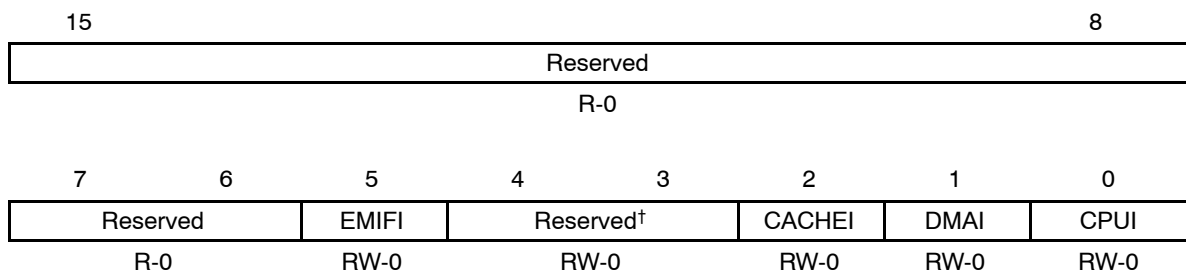 15 8
Reserved
R-0
7 6 5 4 3 2 1 0
Reserved EMIFI Reserved† CACHEI DMAI CPUI
R-0 RW-0 RW-0 RW-0 RW-0 RW-0